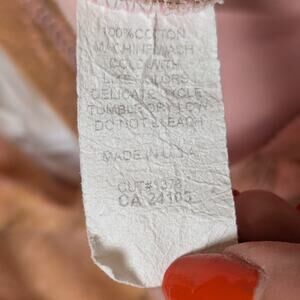 100% COTTON
MACHINE WASH
COLD WITH
LIKE COLORS
DELICATE CYCLE
TUMBLE DRY LOW
DO NOT BLEACH
MADE IN U.S.A.
CUT#1378
CA 24105